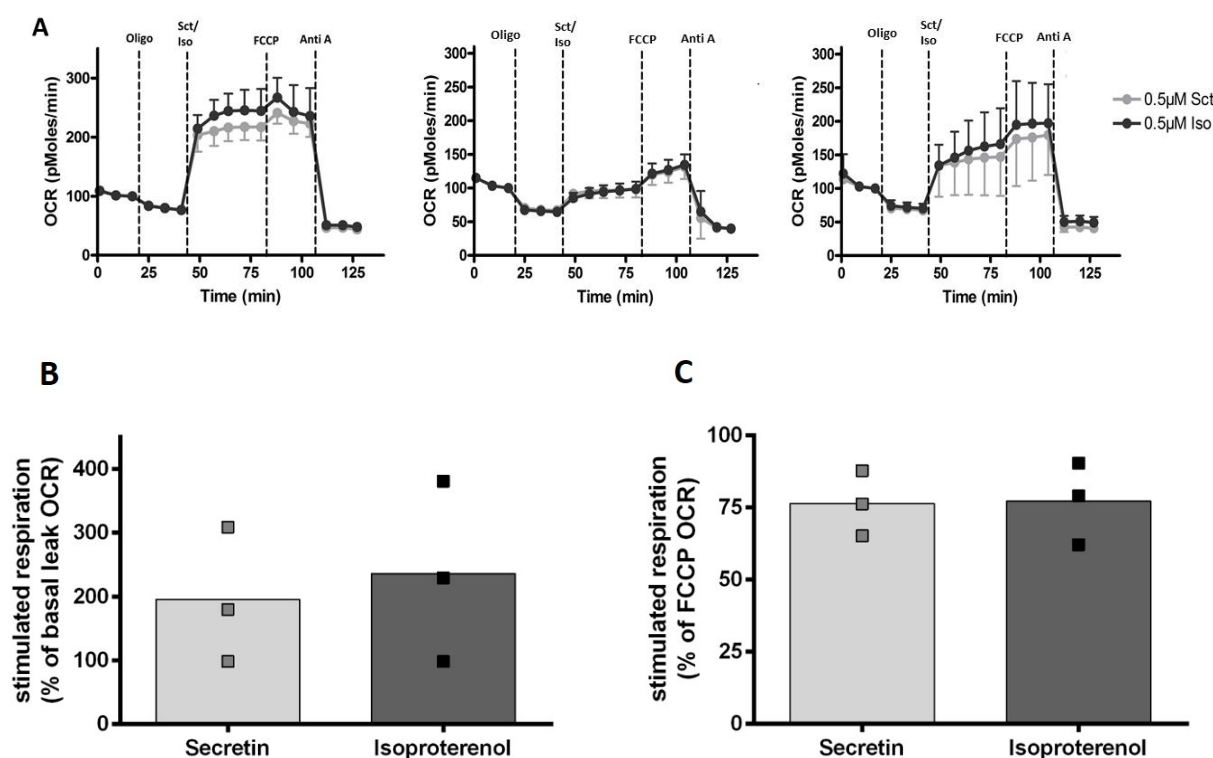 A
Oligo
Sct/
Iso
FCCP
Anti A
300
200
100
0
OCR (pMoles/min)
0 25 50 75 100 125
Time (min)
Oligo
Sct/
Iso
FCCP
Anti A
300
250
200
150
100
50
0
OCR (pMoles/min)
0 25 50 75 100 125
Time (min)
Oligo
Sct/
Iso
FCCP
Anti A
300
250
200
150
100
50
0
OCR (pMoles/min)
0 25 50 75 100 125
Time (min)
0.5µM Sct
0.5µM Iso
B
stimulated respiration
(% of basal leak OCR)
400
300
200
100
0
Secretin Isoproterenol
C
stimulated respiration
(% of FCCP OCR)
100
75
50
25
0
Secretin Isoproterenol